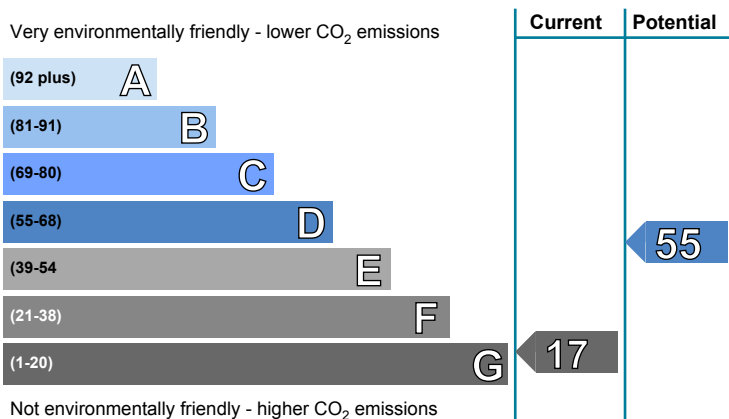 Very environmentally friendly - lower CO₂ emissions
Current
Potential
(92 plus) A
(81-91) B
(69-80) C
(55-68) D
55
(39-54 E
(21-38) F
(1-20) G
17
Not environmentally friendly - higher CO₂ emissions